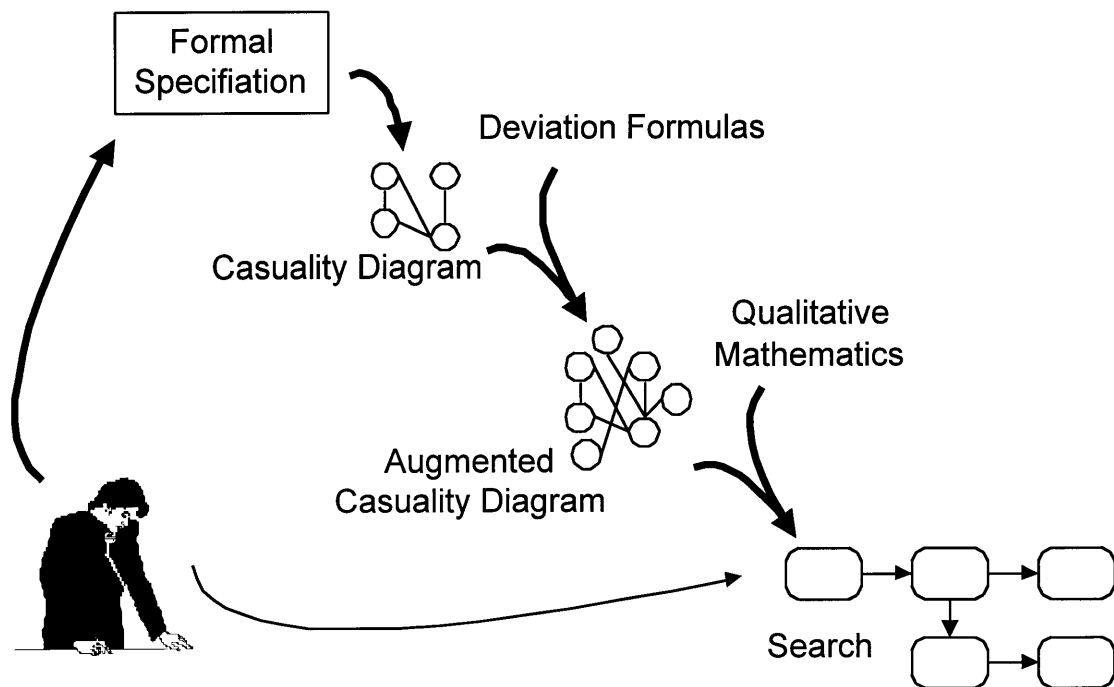 Formal
Specifiation
Deviation Formulas
Casuality Diagram
Qualitative
Mathematics
Augmented
Casuality Diagram
Search